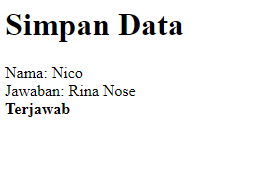 Simpan Data
Nama: Nico
Jawaban: Rina Nose
Terjawab